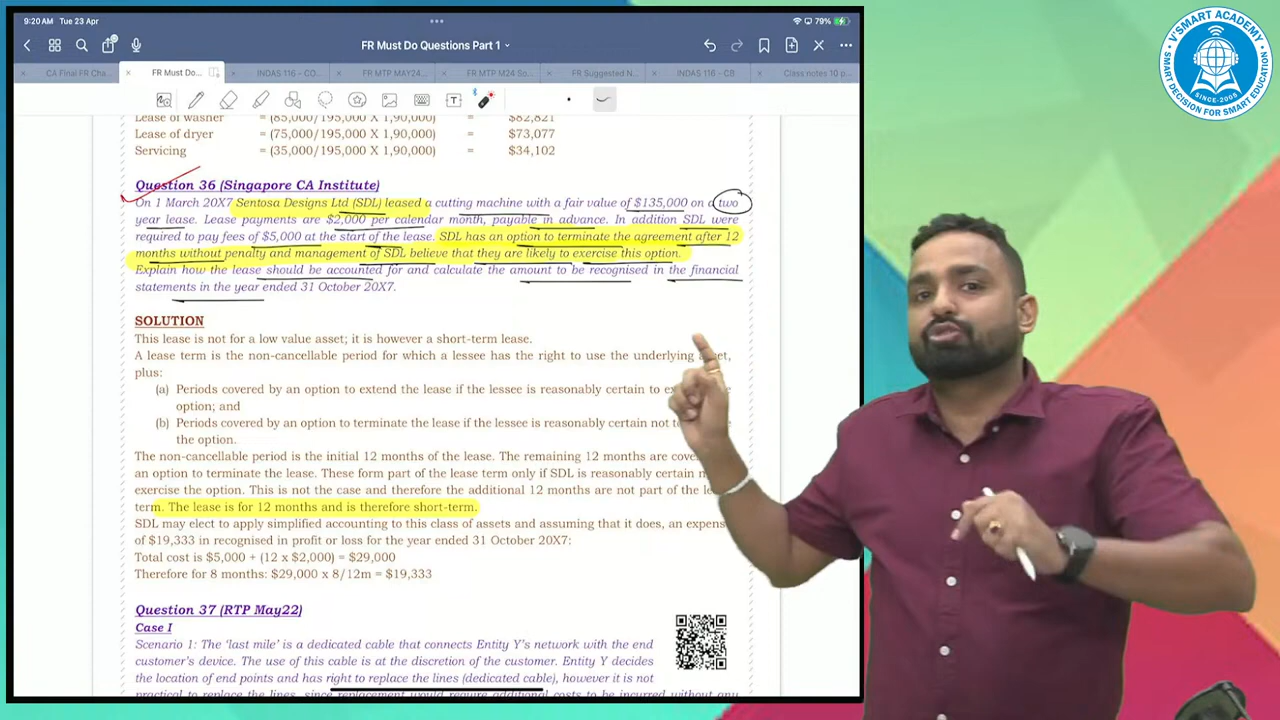 9:20 AM Tue 23 Apr
79%
FR Must Do Questions Part 1
CA Final FR Cha...
FR Must Do...
INDAS 116 - CO...
FR MTP MAY24...
FR MTP M24 So...
FR Suggested N...
INDAS 116 - CB
Class notes 10 p...
V'SMART ACADEMY
SMART DECISION FOR SMART EDUCATION
SINCE-2008
Lease of washer = (85,000/195,000 X 1,90,000) = $82,821
Lease of dryer = (75,000/195,000 X 1,90,000) = $73,077
Servicing = (35,000/195,000 X 1,90,000) = $34,102
Question 36 (Singapore CA Institute)
On 1 March 20X7 Sentosa Designs Ltd (SDL) leased a cutting machine with a fair value of $135,000 on a two
year lease. Lease payments are $2,000 per calendar month, payable in advance. In addition SDL were
required to pay fees of $5,000 at the start of the lease. SDL has an option to terminate the agreement after 12
months without penalty and management of SDL believe that they are likely to exercise this option.
Explain how the lease should be accounted for and calculate the amount to be recognised in the financial
statements in the year ended 31 October 20X7.
SOLUTION
This lease is not for a low value asset; it is however a short-term lease.
A lease term is the non-cancellable period for which a lessee has the right to use the underlying
plus:
(a) Periods covered by an option to extend the lease if the lessee is reasonably certain to
option; and
(b) Periods covered by an option to terminate the lease if the lessee is reasonably certain not
the option.
The non-cancellable period is the initial 12 months of the lease. The remaining 12 months are
an option to terminate the lease. These form part of the lease term only if SDL is reasonably certain
exercise the option. This is not the case and therefore the additional 12 months are not part of the
term. The lease is for 12 months and is therefore short-term.
SDL may elect to apply simplified accounting to this class of assets and assuming that it does, an
of $19,333 in recognised in profit or loss for the year ended 31 October 20X7:
Total cost is $5,000 + (12 x $2,000) = $29,000
Therefore for 8 months: $29,000 x 8/12m = $19,333
Question 37 (RTP May22)
Case I
Scenario 1: The 'last mile' is a dedicated cable that connects Entity Y's network with the end
customer's device. The use of this cable is at the discretion of the customer. Entity Y decides
the location of end points and has right to replace the lines (dedicated cable), however it is not
practical to replace the lines, since replacement would require additional costs to be incurred without any